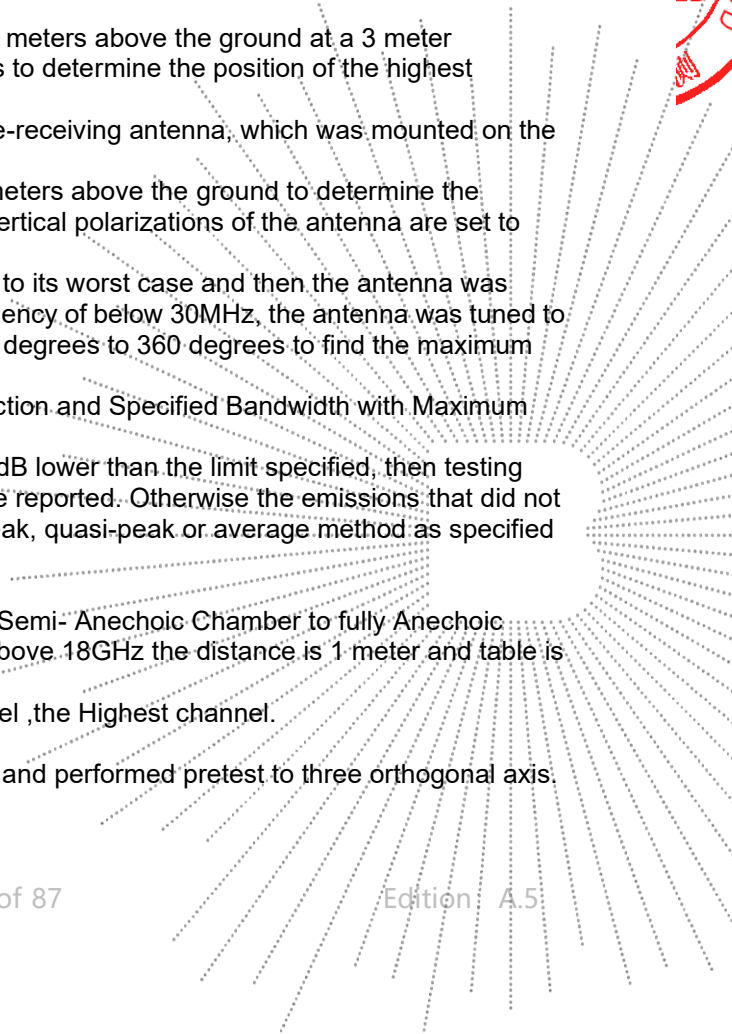 meters above the ground at a 3 meter
s to determine the position of the highest
e-receiving antenna, which was mounted on the
neters above the ground to determine the
ertical polarizations of the antenna are set to
to its worst case and then the antenna was
ency of below 30MHz, the antenna was tuned to
degrees to 360 degrees to find the maximum
ction and Specified Bandwidth with Maximum
dB lower than the limit specified, then testing
e reported. Otherwise the emissions that did not
eak, quasi-peak or average method as specified
Semi- Anechoic Chamber to fully Anechoic
bove 18GHz the distance is 1 meter and table is
el ,the Highest channel.
and performed pretest to three orthogonal axis.
of 87 Edition A.5